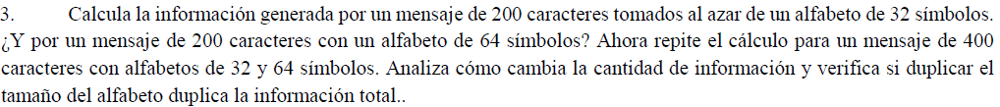 3. Calcula la información generada por un mensaje de 200 caracteres tomados al azar de un alfabeto de 32 símbolos.
¿Y por un mensaje de 200 caracteres con un alfabeto de 64 símbolos? Ahora repite el cálculo para un mensaje de 400
caracteres con alfabetos de 32 y 64 símbolos. Analiza cómo cambia la cantidad de información y verifica si duplicar el
tamaño del alfabeto duplica la información total..